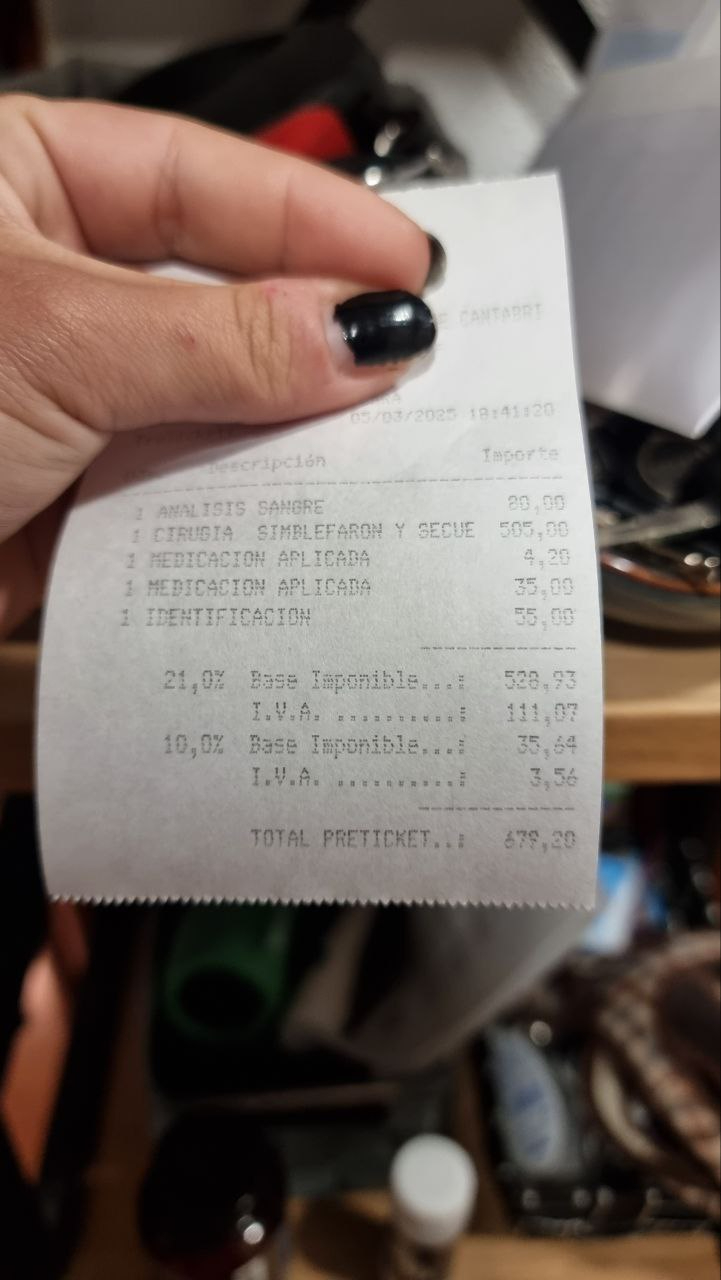 CANTABRI
05/03/2025 18:41:20
Descripción Importe
1 ANALISIS SANGRE 80,00
1 CIRUGIA SIMBLEFARON Y SECUE 505,00
1 MEDICACION APLICADA 4,20
1 MEDICACION APLICADA 35,00
1 IDENTIFICACION 55,00
21,0% Base Imponible...: 528,93
I.V.A. ..........: 111,07
10,0% Base Imponible...: 35,64
I.V.A. ..........: 3,56
TOTAL PRETICKET..: 679,20